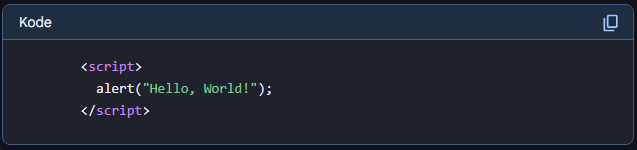 Kode
<script>
alert("Hello, World!");
</script>